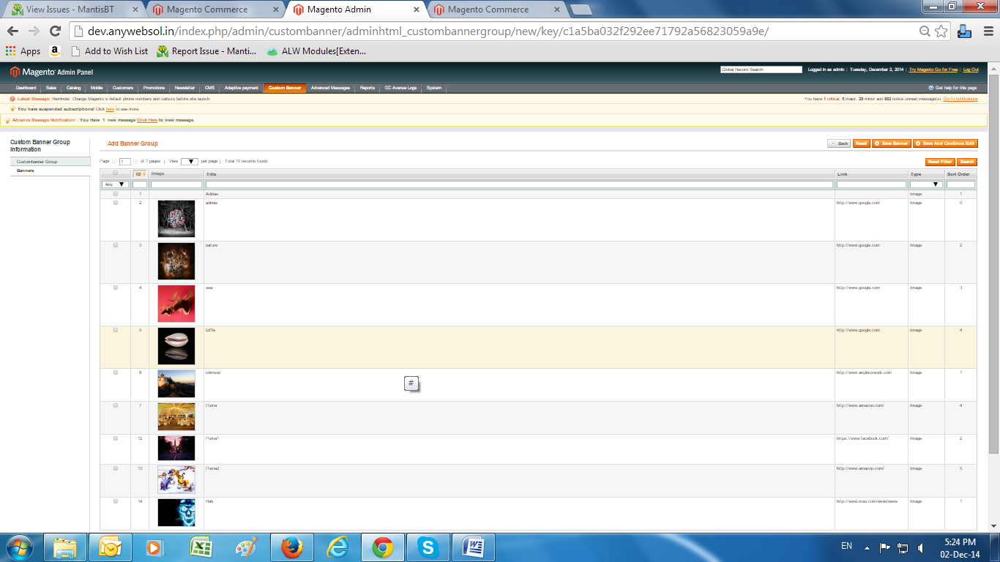 View Issues - MantisBT
Magento Commerce
Magento Admin
Magento Commerce
dev.anywebsol.in/index.php/admin/custombanner/adminhtml_custombannergroup/new/key/c1a5ba032f292ee71792a56823059a9e/
Apps
Add to Wish List
Report Issue - Manti...
ALW Modules[Exten...
Magento Admin Panel
Global Record Search
Logged in as admin | Tuesday, December 2, 2014 | Try Magento Go for Free | Log Out
Dashboard Sales Catalog Mobile Customers Promotions Newsletter CMS Adaptive payment Custom Banner Advanced Messages Reports CC Avenue Logs System
Get help for this page
Latest Message: Reminder: Change Magento's default phone numbers and callouts before site launch
You have 1 critical, 5 major, 29 minor and 682 notice unread message(s). Go to notifications
You have suspended subscriptions! Click here to see more.
Advance Message Notification : You Have 1 new message Click Here to view message.
Custom Banner Group Information
Custombanner Group
Banners
Add Banner Group
Back Reset Save Banner Save And Continue Edit
Page 1 of 1 pages | View per page | Total 10 records found
Reset Filter Search
ID Image Title Link Type Sort Order
Any
1 Adidas Image 1
2 adidas http://www.google.com Image 0
3 nature http://www.google.com Image 2
4 sea http://www.google.com Image 3
5 Eiffle http://www.google.com Image 4
6 crimson http://www.anylinuxwork.com Image 1
#
7 Puma http://www.amazon.com/ Image 4
12 Puma1 https://www.facebook.com/ Image 2
13 Puma2 http://www.amazon.com/ Image 5
14 http://www.msn.com/en-in/news Image 1
EN
5:24 PM
02-Dec-14